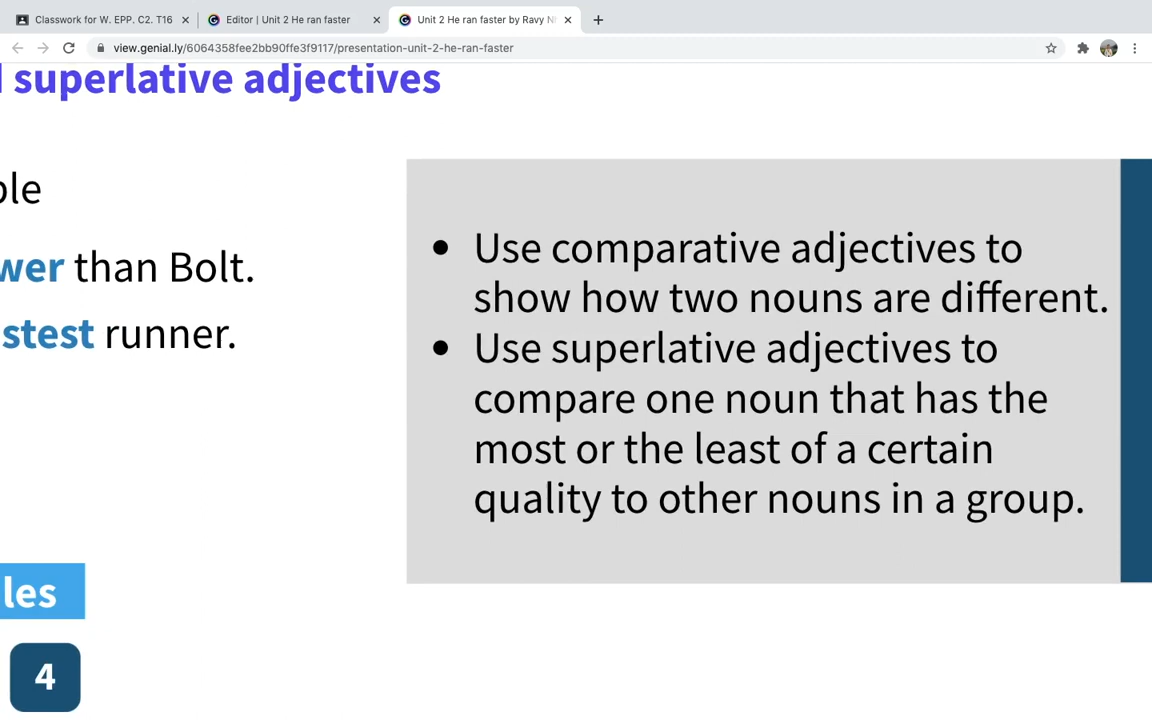 Classwork for W. EPP. C2. T16
Editor | Unit 2 He ran faster
Unit 2 He ran faster by Ravy N
view.genial.ly/6064358fee2bb90ffe3f9117/presentation-unit-2-he-ran-faster
superlative adjectives
ple
wer than Bolt.
stest runner.
• Use comparative adjectives to
show how two nouns are different.
• Use superlative adjectives to
compare one noun that has the
most or the least of a certain
quality to other nouns in a group.
les
4